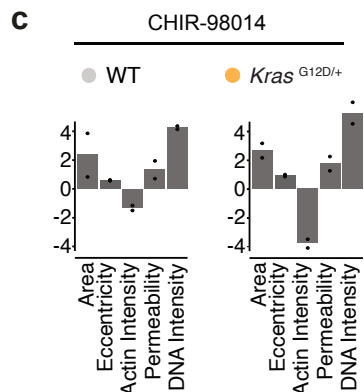 c
CHIR-98014
WT
Kras G12D/+
4
2
0
-2
-4
Area
Eccentricity
Actin Intensity
Permeability
DNA Intensity
4
2
0
-2
-4
Area
Eccentricity
Actin Intensity
Permeability
DNA Intensity